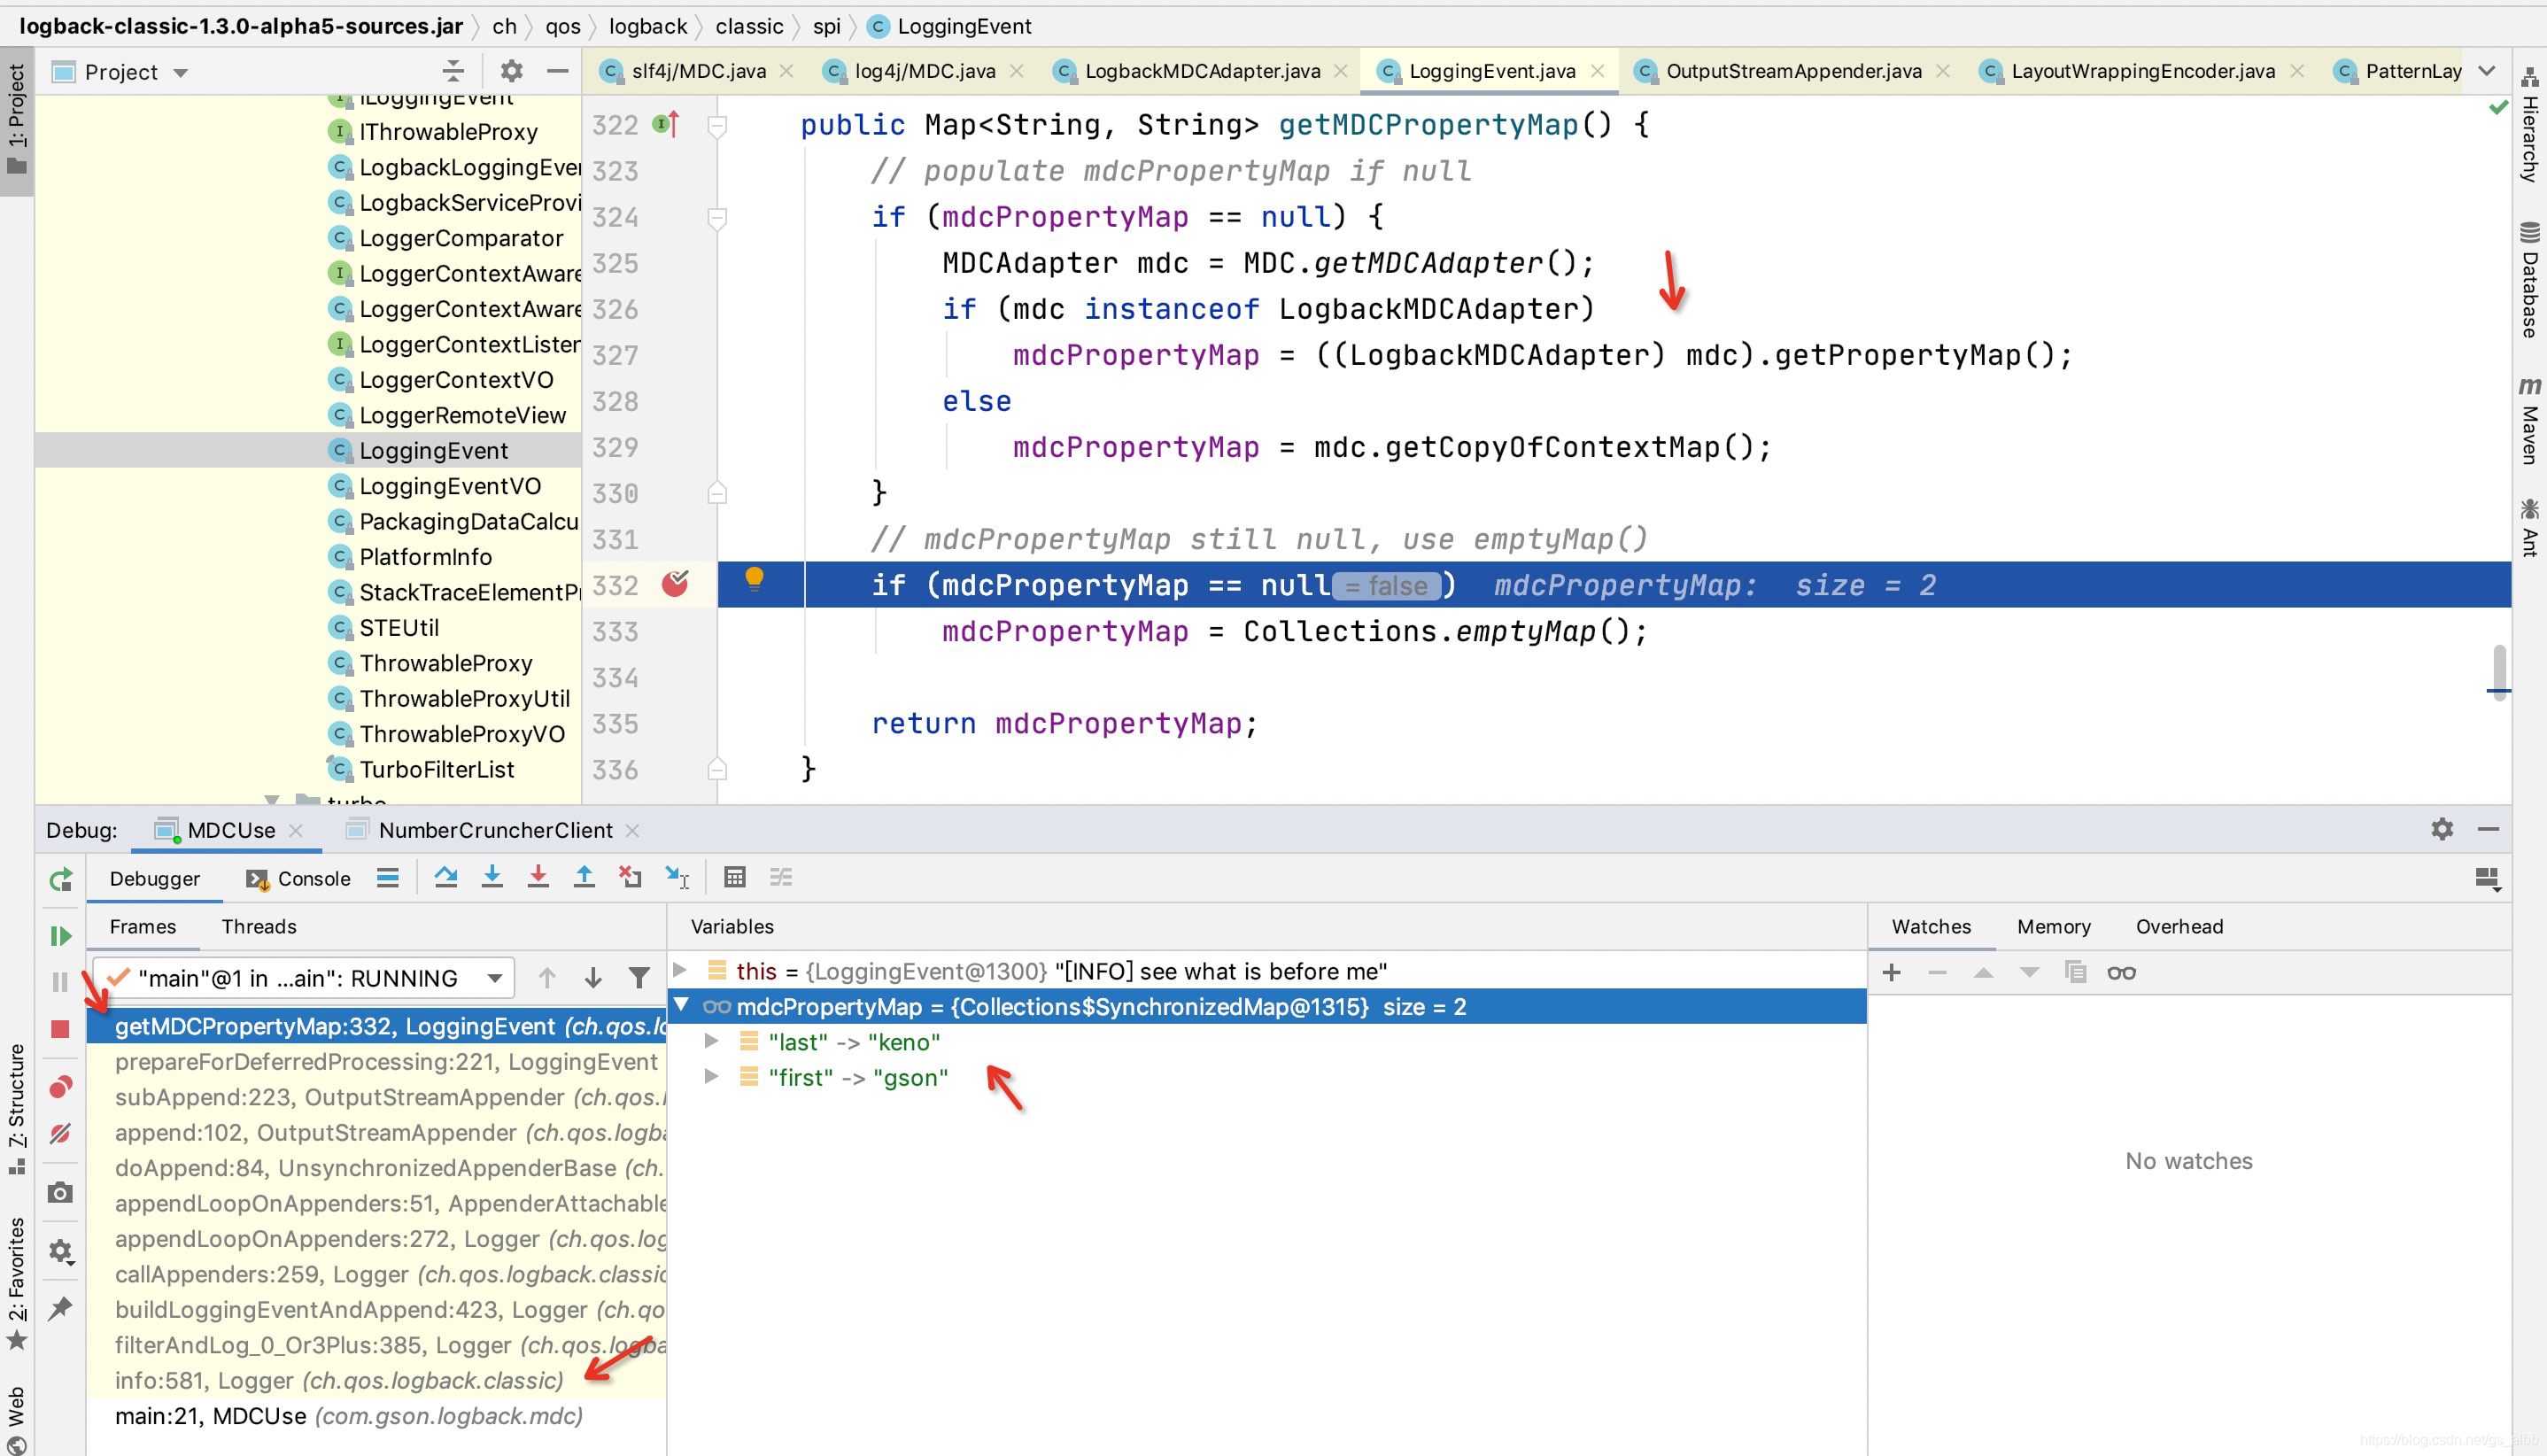 logback-classic-1.3.0-alpha5-sources.jar ch qos logback classic spi LoggingEvent
Project
slf4j/MDC.java log4j/MDC.java LogbackMDCAdapter.java LoggingEvent.java OutputStreamAppender.java LayoutWrappingEncoder.java PatternLay
1: Project
7: Structure
2: Favorites
Web
ILoggingEvent
IThrowableProxy
LogbackLoggingEver
LogbackServiceProvi
LoggerComparator
LoggerContextAware
LoggerContextAware
LoggerContextListen
LoggerContextVO
LoggerRemoteView
LoggingEvent
LoggingEventVO
PackagingDataCalcu
PlatformInfo
StackTraceElementPr
STEUtil
ThrowableProxy
ThrowableProxyUtil
ThrowableProxyVO
TurboFilterList
turbo
322 public Map<String, String> getMDCPropertyMap() {
323 // populate mdcPropertyMap if null
324 if (mdcPropertyMap == null) {
325 MDCAdapter mdc = MDC.getMDCAdapter();
326 if (mdc instanceof LogbackMDCAdapter)
327 mdcPropertyMap = ((LogbackMDCAdapter) mdc).getPropertyMap();
328 else
329 mdcPropertyMap = mdc.getCopyOfContextMap();
330 }
331 // mdcPropertyMap still null, use emptyMap()
332 if (mdcPropertyMap == null = false ) mdcPropertyMap: size = 2
333 mdcPropertyMap = Collections.emptyMap();
334
335 return mdcPropertyMap;
336 }
Hierarchy
Database
m Maven
Ant
Debug: MDCUse NumberCruncherClient
Debugger Console
Frames Threads
"main"@1 in ...ain": RUNNING
getMDCPropertyMap:332, LoggingEvent (ch.qos.lo
prepareForDeferredProcessing:221, LoggingEvent
subAppend:223, OutputStreamAppender (ch.qos.l
append:102, OutputStreamAppender (ch.qos.logba
doAppend:84, UnsynchronizedAppenderBase (ch.
appendLoopOnAppenders:51, AppenderAttachable
appendLoopOnAppenders:272, Logger (ch.qos.log
callAppenders:259, Logger (ch.qos.logback.classic
buildLoggingEventAndAppend:423, Logger (ch.qo
filterAndLog_0_Or3Plus:385, Logger (ch.qos.logba
info:581, Logger (ch.qos.logback.classic)
main:21, MDCUse (com.gson.logback.mdc)
Variables
this = {LoggingEvent@1300} "[INFO] see what is before me"
mdcPropertyMap = {Collections$SynchronizedMap@1315} size = 2
"last" -> "keno"
"first" -> "gson"
Watches Memory Overhead
No watches